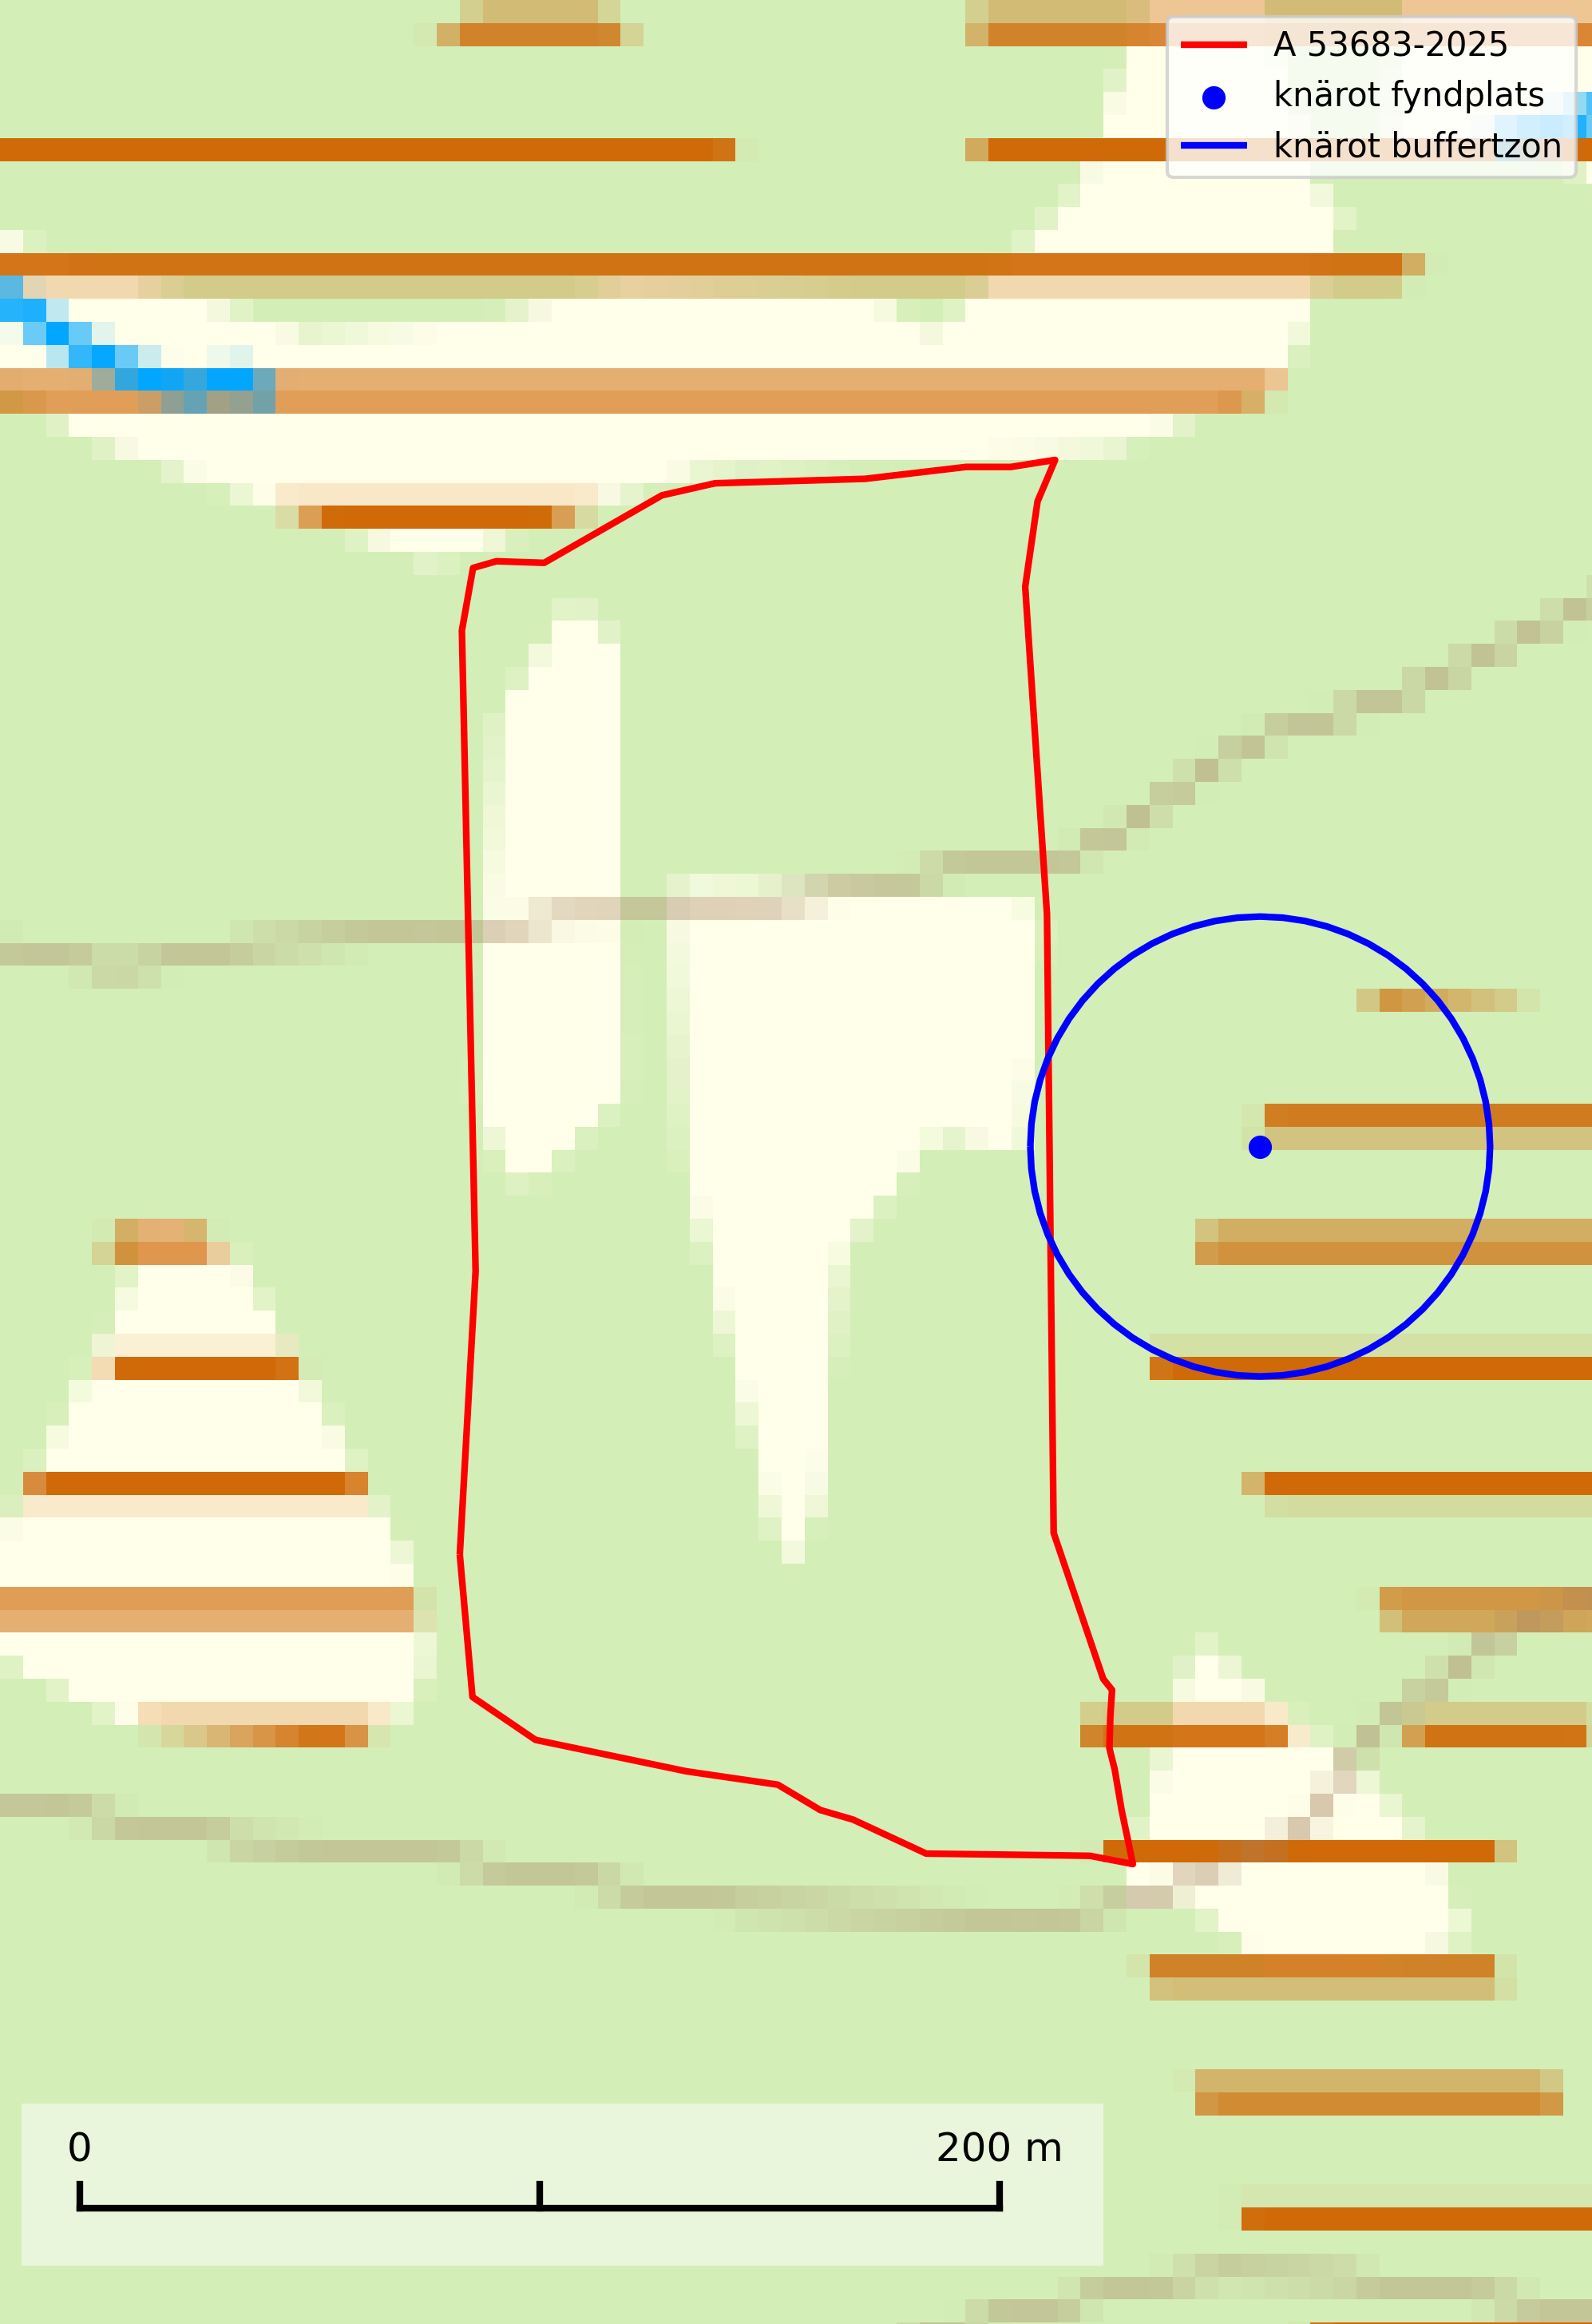 A 53683-2025
knärot fyndplats
knärot buffertzon
0 200 m